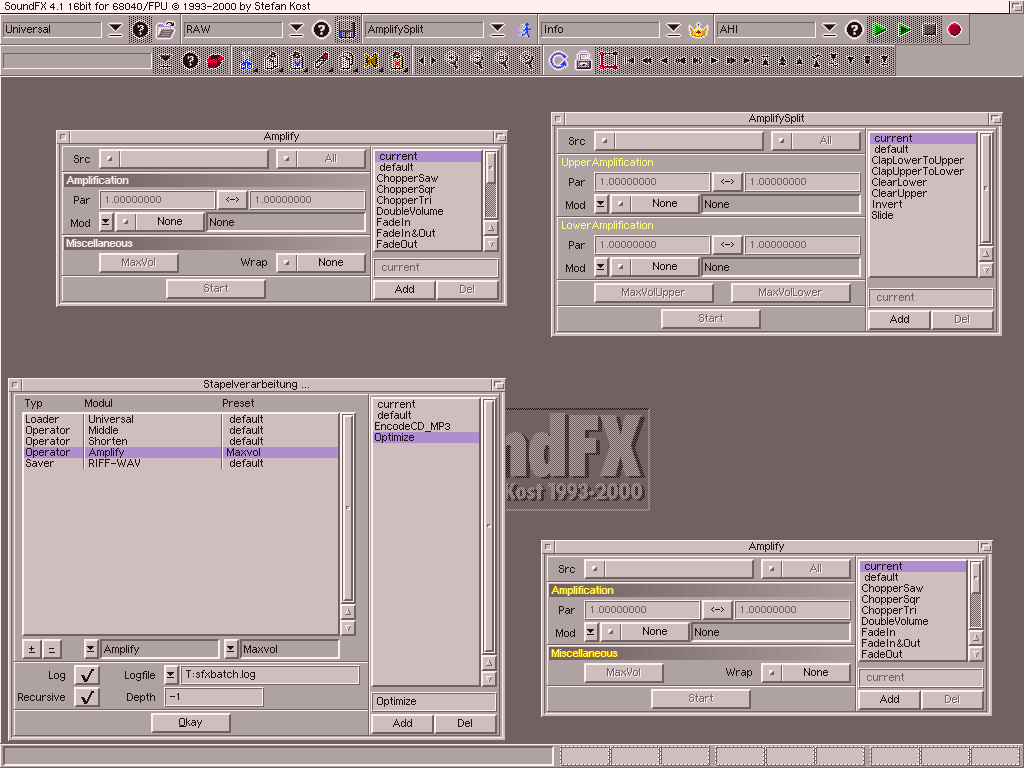 SoundFX 4.1 16bit for 68040/FPU © 1993-2000 by Stefan Kost
Universal
RAW
AmplifySplit
Info
AHI
Amplify
Src
All
Amplification
Par
1.00000000
<->
1.00000000
Mod
None
None
Miscellaneous
MaxVol
Wrap
None
Start
current
default
ChopperSaw
ChopperSqr
ChopperTri
DoubleVolume
FadeIn
FadeIn&Out
FadeOut
current
Add
Del
AmplifySplit
Src
All
UpperAmplification
Par
1.00000000
<->
1.00000000
Mod
None
None
LowerAmplification
Par
1.00000000
<->
1.00000000
Mod
None
None
MaxVolUpper
MaxVolLower
Start
current
default
ClapLowerToUpper
ClapUpperToLower
ClearLower
ClearUpper
Invert
Slide
current
Add
Del
Stapelverarbeitung ...
Typ Modul Preset
Loader Universal default
Operator Middle default
Operator Shorten default
Operator Amplify Maxvol
Saver RIFF-WAV default
± −
Amplify
Maxvol
Log
Logfile
T:sfxbatch.log
Recursive
Depth
-1
Okay
current
default
EncodeCD_MP3
Optimize
Optimize
Add
Del
ndFX
Kost 1993-2000
Amplify
Src
All
Amplification
Par
1.00000000
<->
1.00000000
Mod
None
None
Miscellaneous
MaxVol
Wrap
None
Start
current
default
ChopperSaw
ChopperSqr
ChopperTri
DoubleVolume
FadeIn
FadeIn&Out
FadeOut
current
Add
Del